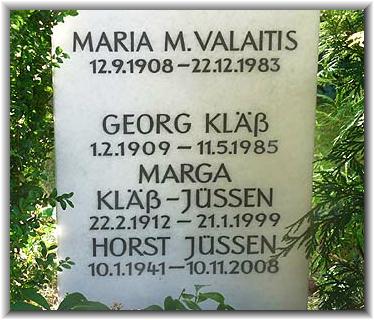 MARIA M. VALAITIS
12.9.1908–22.12.1983
GEORG KLÄß
1.2.1909 – 11.5.1985
MARGA
KLÄß-JÜSSEN
22.2.1912 – 21.1.1999
HORST JÜSSEN
10.1.1941–10.11.2008